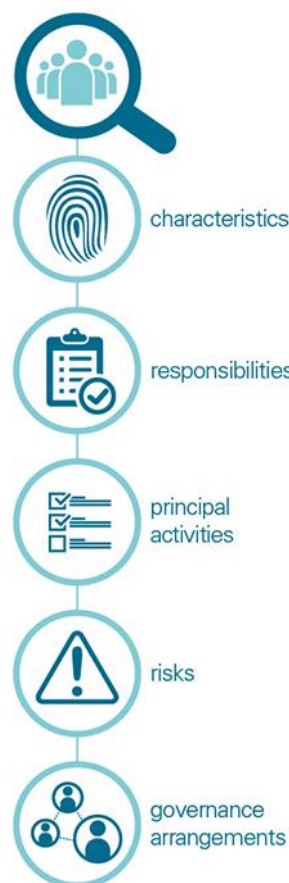 characteristics
responsibilities
principal
activities
risks
governance
arrangements